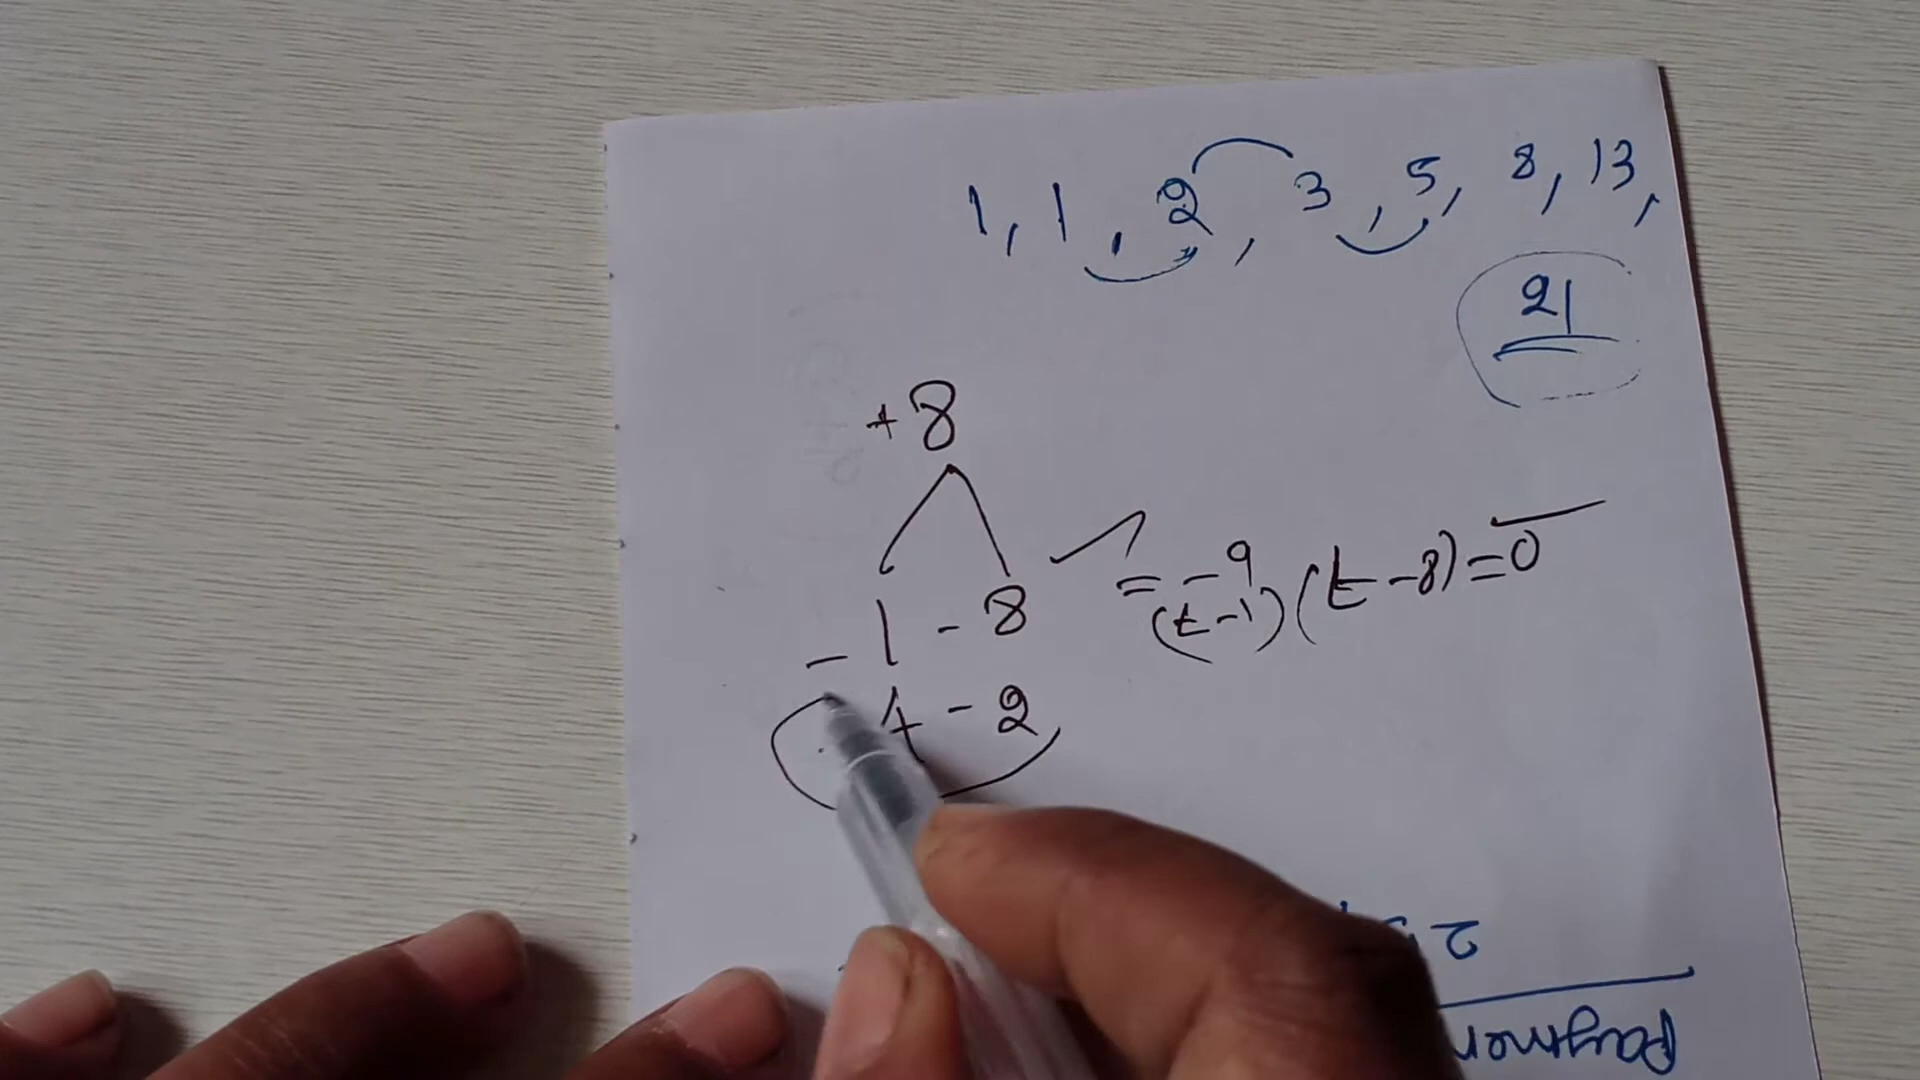 1, 1, 2, 3, 5, 8, 13,
21
+8
- 1 - 8 = -9
(t-1)(t-8)=0
4 - 2